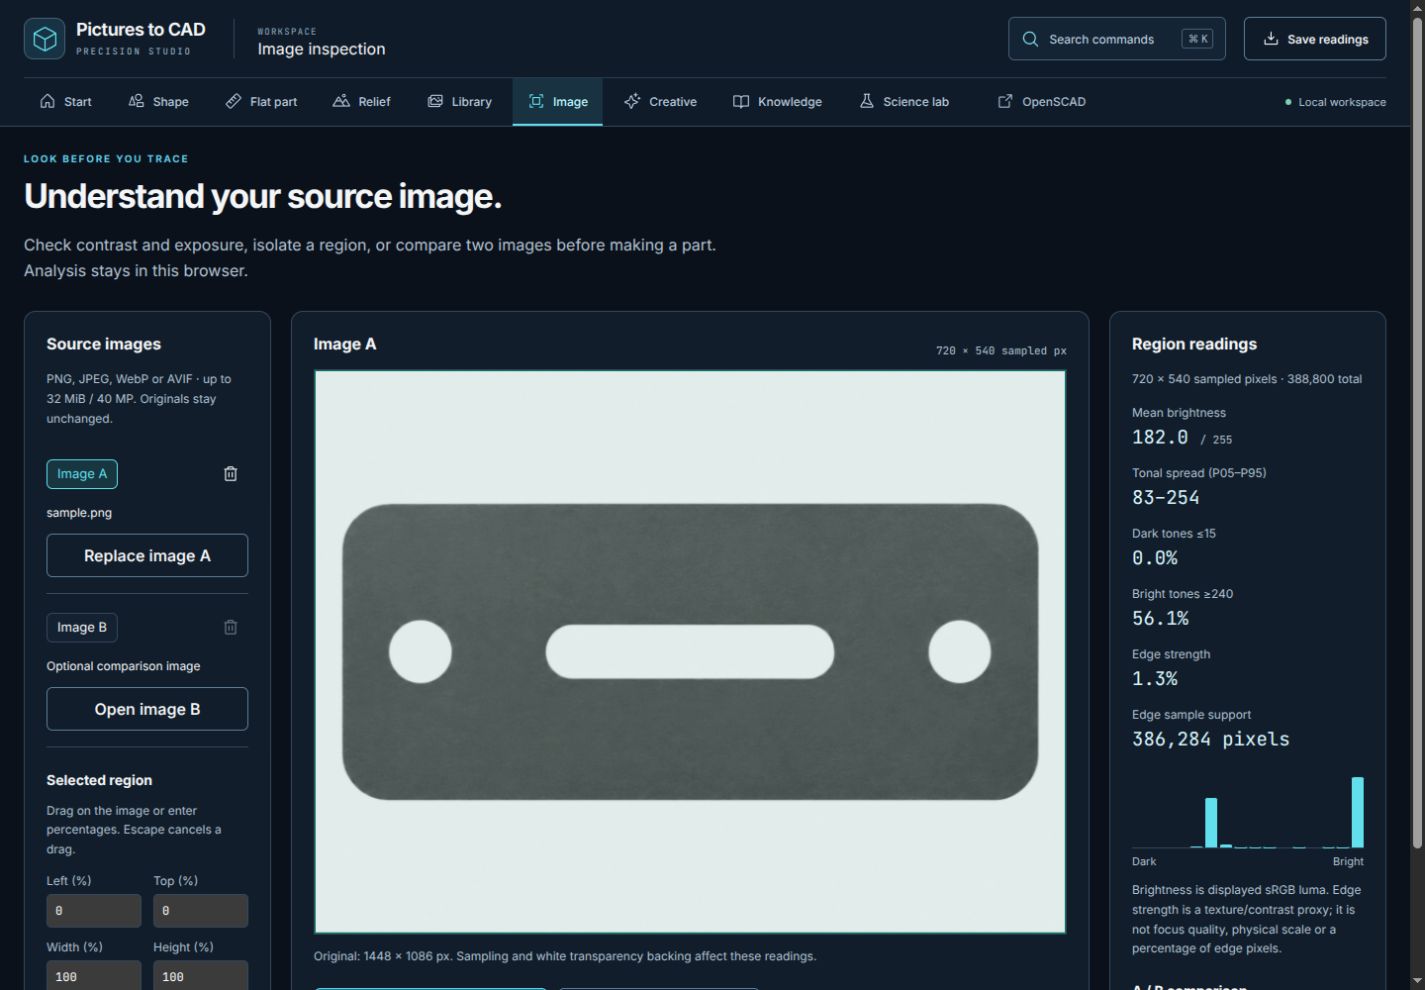 Pictures to CAD
PRECISION STUDIO
WORKSPACE
Image inspection
Search commands
⌘ K
Save readings
Start
Shape
Flat part
Relief
Library
Image
Creative
Knowledge
Science lab
OpenSCAD
Local workspace
LOOK BEFORE YOU TRACE
Understand your source image.
Check contrast and exposure, isolate a region, or compare two images before making a part.
Analysis stays in this browser.
Source images
PNG, JPEG, WebP or AVIF · up to
32 MiB / 40 MP. Originals stay
unchanged.
Image A
sample.png
Replace image A
Image B
Optional comparison image
Open image B
Selected region
Drag on the image or enter
percentages. Escape cancels a
drag.
Left (%)
Top (%)
0
0
Width (%)
Height (%)
100
100
Image A
720 × 540 sampled px
Original: 1448 × 1086 px. Sampling and white transparency backing affect these readings.
Region readings
720 × 540 sampled pixels · 388,800 total
Mean brightness
182.0 / 255
Tonal spread (P05–P95)
83–254
Dark tones ≤15
0.0%
Bright tones ≥240
56.1%
Edge strength
1.3%
Edge sample support
386,284 pixels
Dark
Bright
Brightness is displayed sRGB luma. Edge
strength is a texture/contrast proxy; it is
not focus quality, physical scale or a
percentage of edge pixels.
A / B comparison